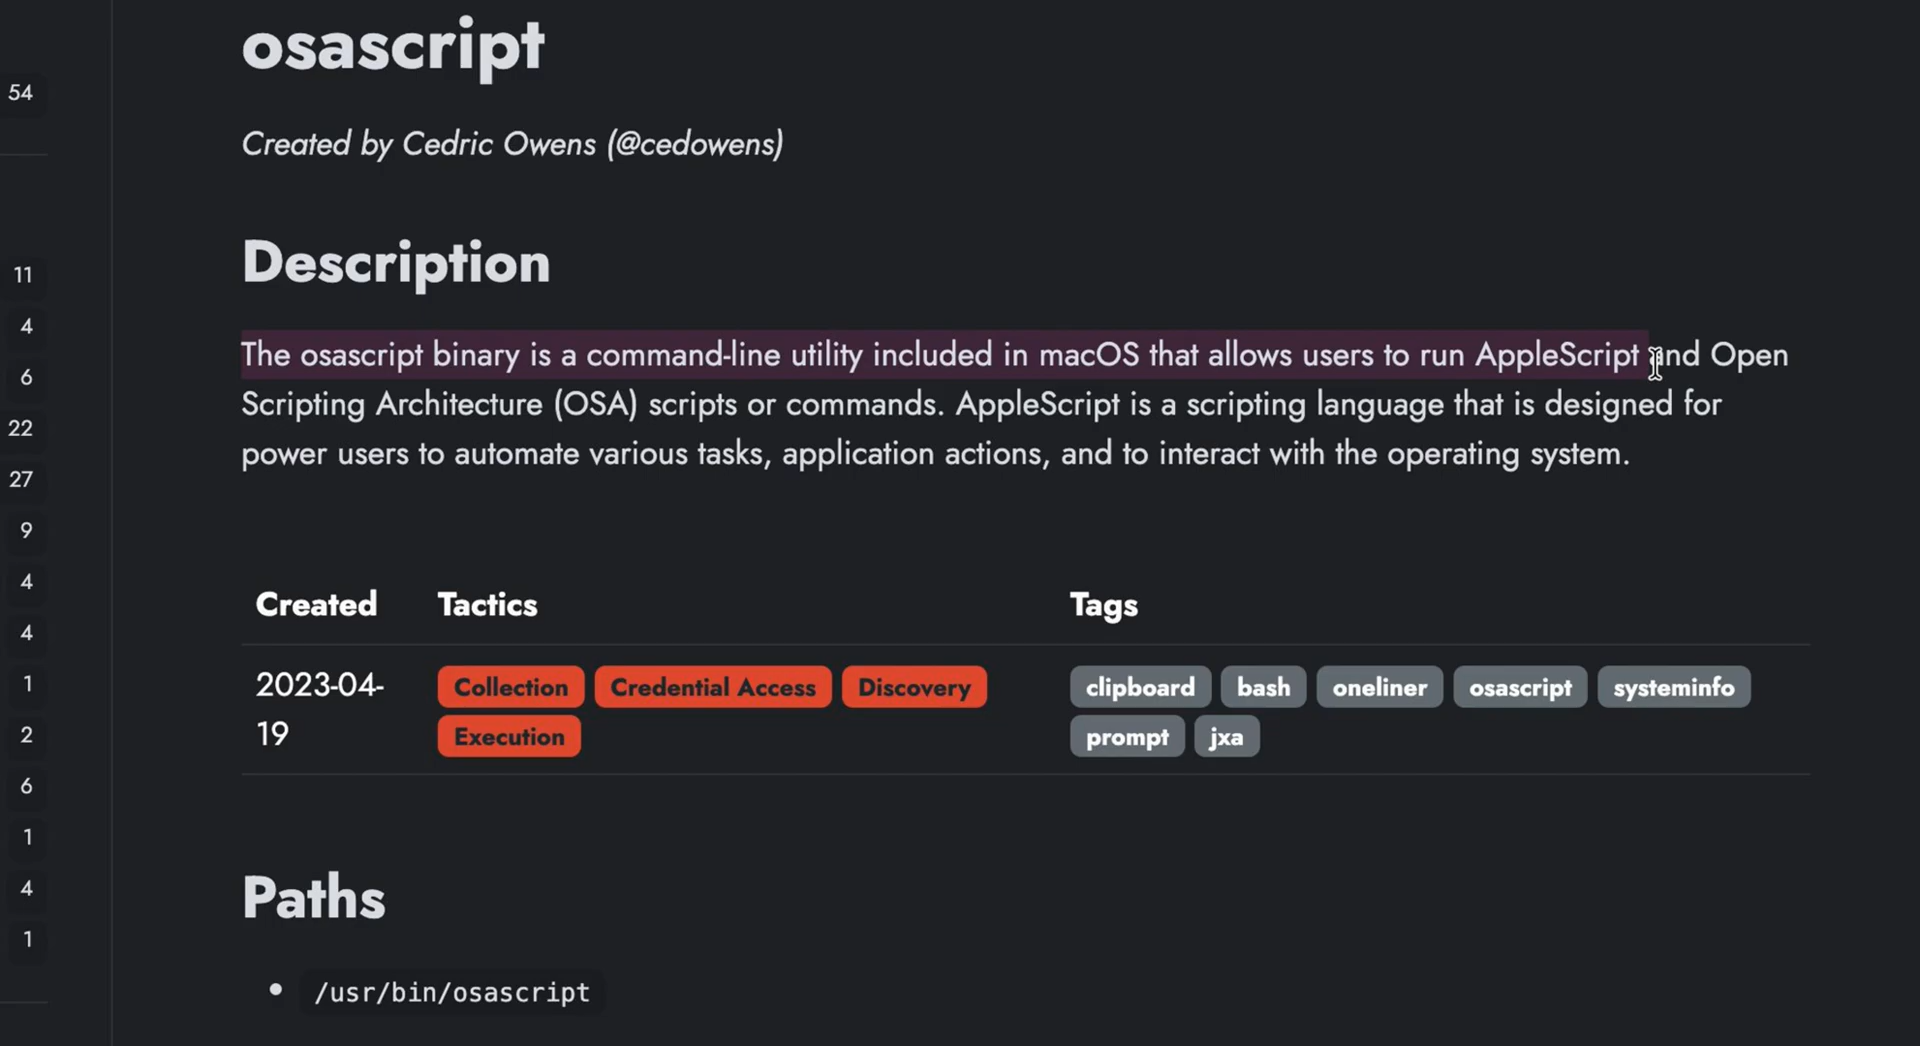 osascript
54
Created by Cedric Owens (@cedowens)
Description
11
4
6
22
27
9
4
4
1
2
6
1
4
1
The osascript binary is a command-line utility included in macOS that allows users to run AppleScript and Open
Scripting Architecture (OSA) scripts or commands. AppleScript is a scripting language that is designed for
power users to automate various tasks, application actions, and to interact with the operating system.
Created Tactics Tags
2023-04- Collection Credential Access Discovery clipboard bash oneliner osascript systeminfo
19 Execution prompt jxa
Paths
• /usr/bin/osascript